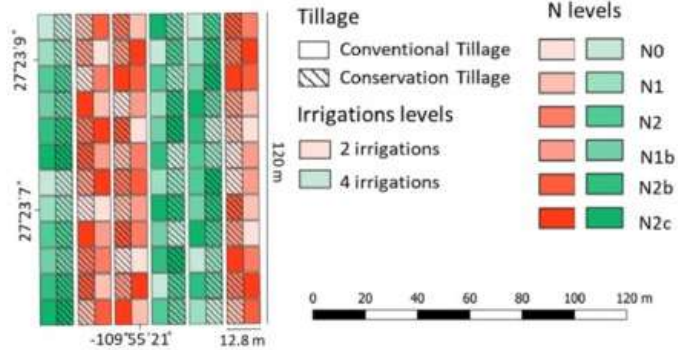 27°23'9"
27°23'7"
-109°55'21"
12.8 m
120 m
Tillage
Conventional Tillage
Conservation Tillage
Irrigations levels
2 irrigations
4 irrigations
N levels
N0
N1
N2
N1b
N2b
N2c
0 20 40 60 80 100 120 m